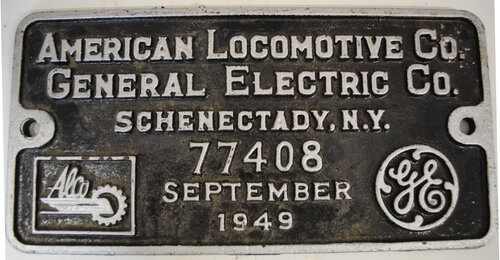 AMERICAN LOCOMOTIVE CO.
GENERAL ELECTRIC CO.
SCHENECTADY, N.Y.
77408
Alco
SEPTEMBER
GE
1949